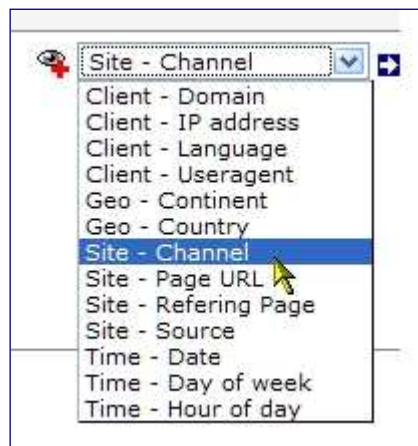 Site - Channel
Client - Domain
Client - IP address
Client - Language
Client - Useragent
Geo - Continent
Geo - Country
Site - Channel
Site - Page URL
Site - Refering Page
Site - Source
Time - Date
Time - Day of week
Time - Hour of day